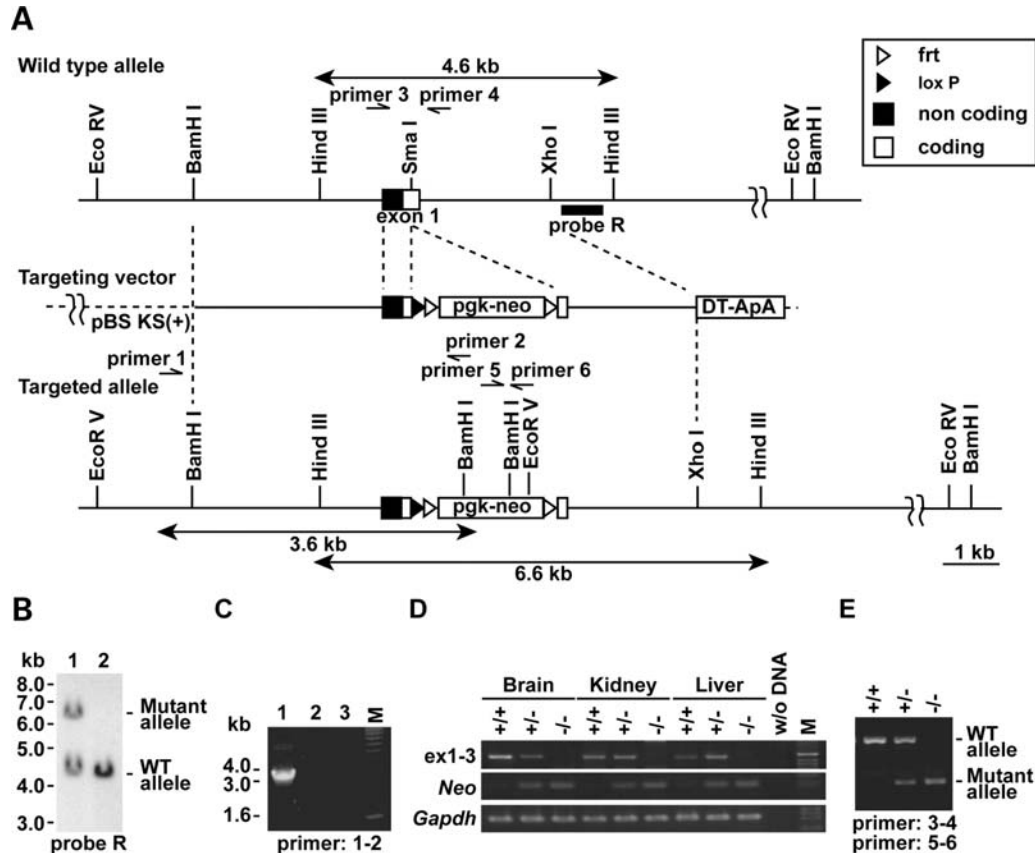 A
Wild type allele
4.6 kb
primer 3
primer 4
Eco RV
BamH I
Hind III
Sma I
Xho I
Hind III
Eco RV
BamH I
exon 1
probe R
frt
lox P
non coding
coding
Targeting vector
pBS KS(+)
pgk-neo
DT-ApA
primer 1
primer 2
primer 5
primer 6
Targeted allele
EcoR V
BamH I
Hind III
BamH I
BamH I
EcoR V
Xho I
Hind III
Eco RV
BamH I
pgk-neo
3.6 kb
6.6 kb
1 kb
B
kb
1 2
8.0
7.0
6.0
5.0
4.0
3.0
Mutant allele
WT allele
probe R
C
kb
1 2 3 M
4.0
3.0
1.6
primer: 1-2
D
Brain Kidney Liver
+/+ +/- -/- +/+ +/- -/- +/+ +/- -/- w/o DNA M
ex1-3
Neo
Gapdh
E
+/+ +/- -/-
WT allele
Mutant allele
primer: 3-4
primer: 5-6